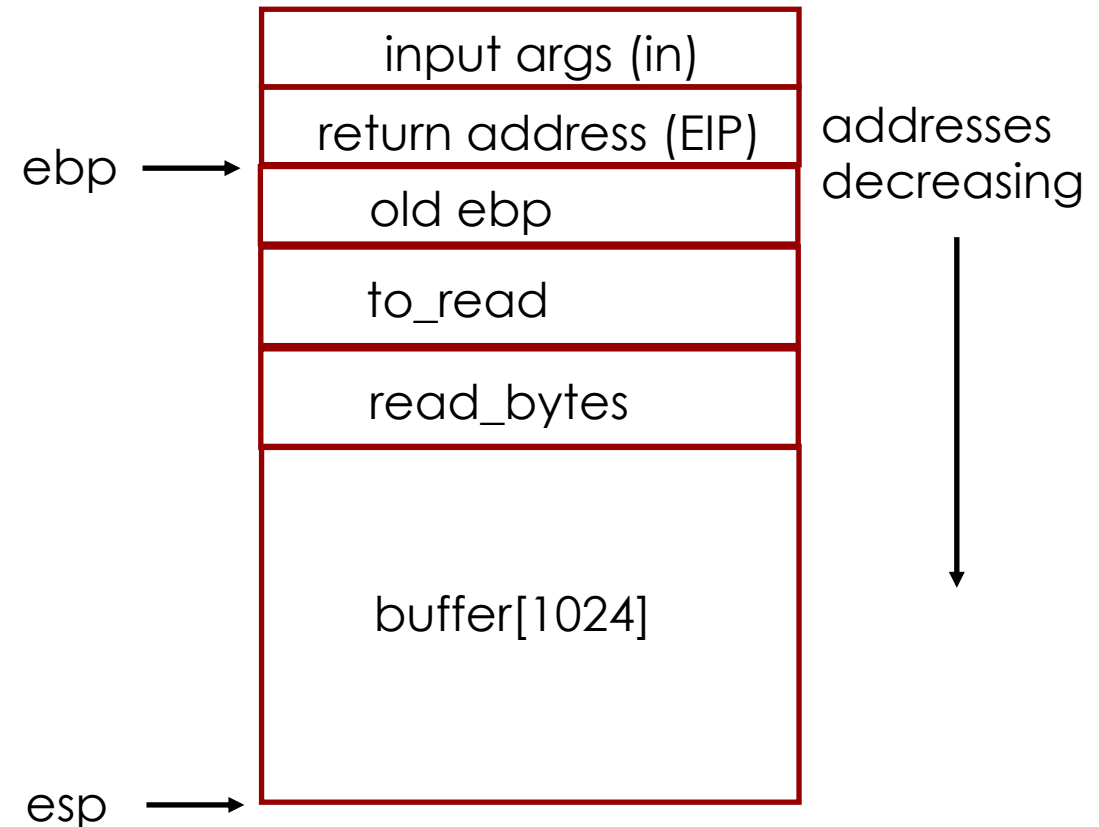 input args (in)
return address (EIP)
addresses
decreasing
ebp
old ebp
to_read
read_bytes
buffer[1024]
esp